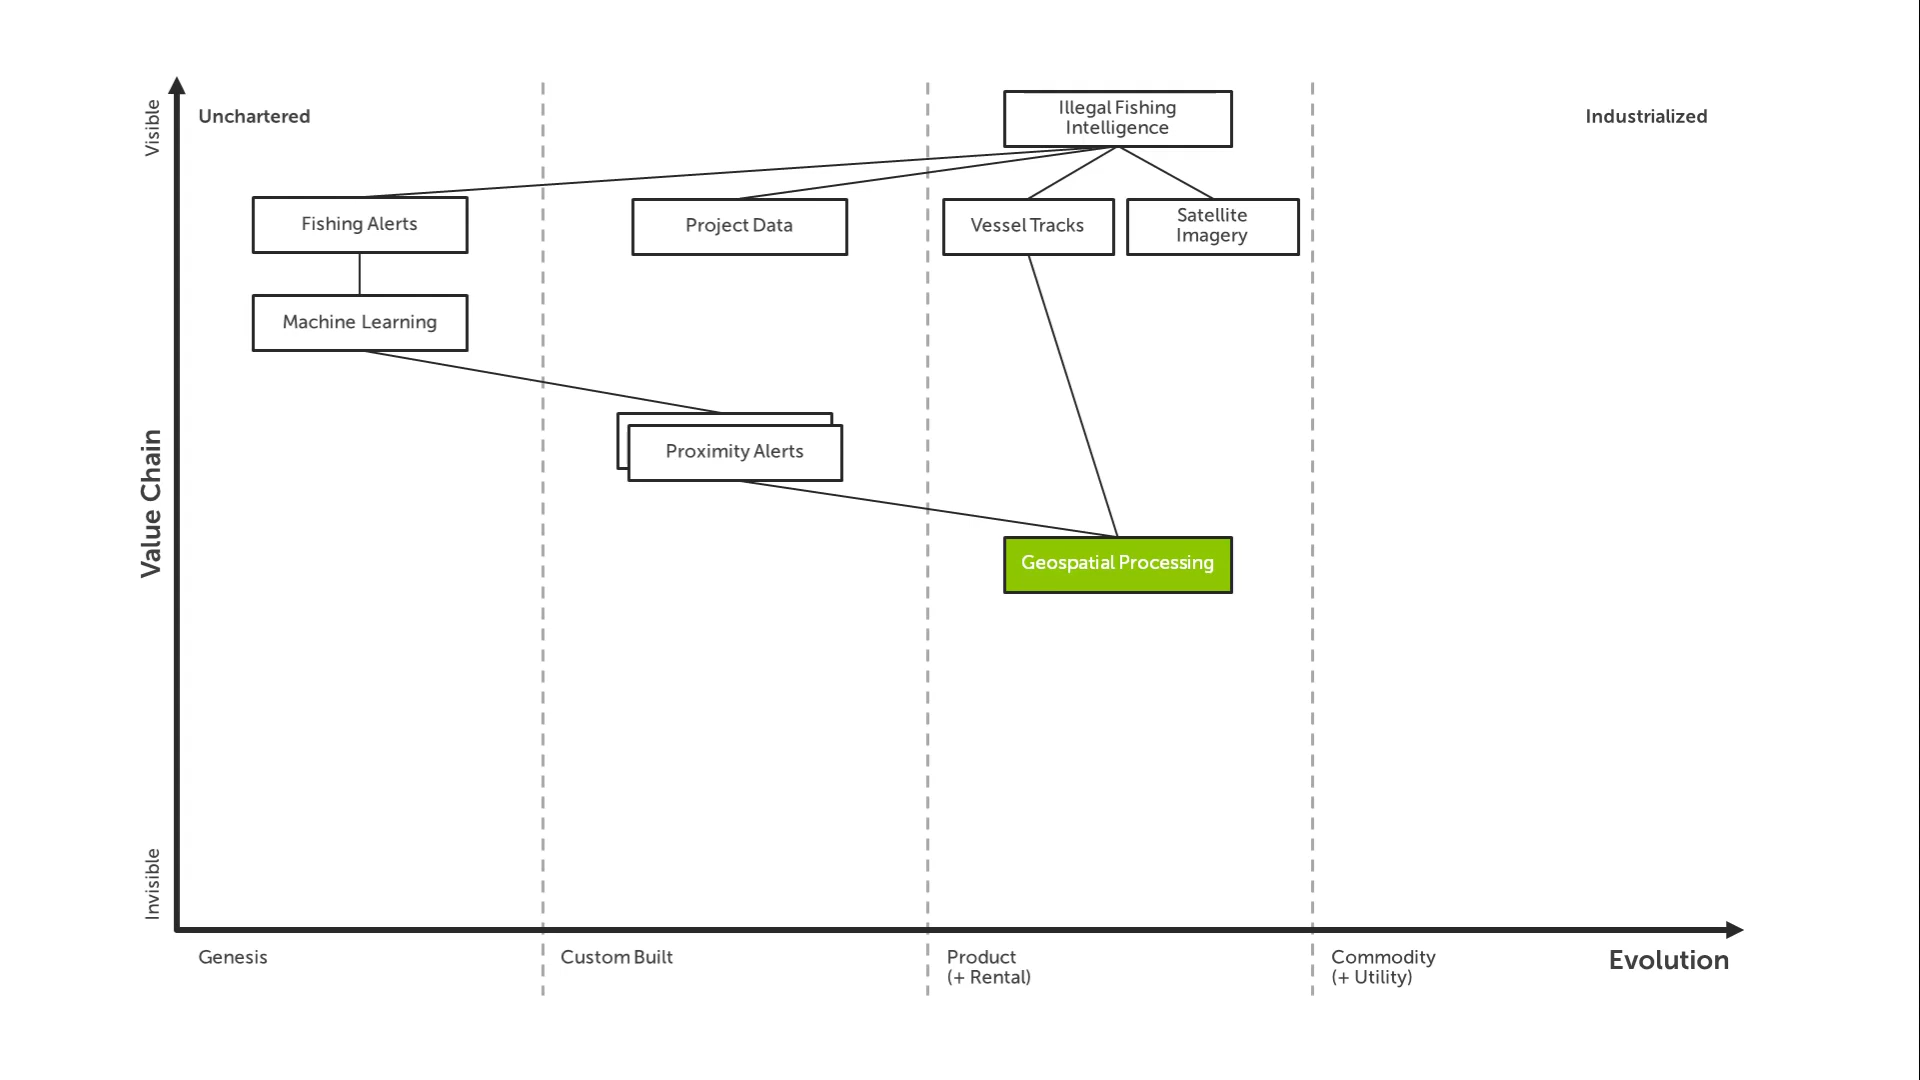 Visible
Unchartered
Illegal Fishing
Intelligence
Industrialized
Fishing Alerts
Project Data
Vessel Tracks
Satellite
Imagery
Machine Learning
Proximity Alerts
Value Chain
Geospatial Processing
Invisible
Genesis
Custom Built
Product
(+ Rental)
Commodity
(+ Utility)
Evolution